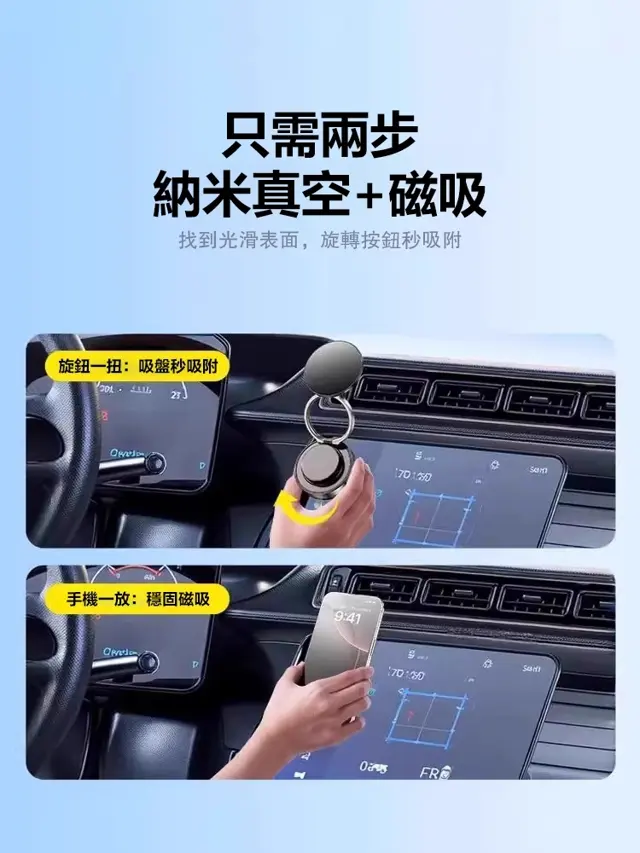 只需兩步
納米真空+磁吸
找到光滑表面，旋轉按鈕秒吸附
旋鈕一扭：吸盤秒吸附
手機一放：穩固磁吸
9:41